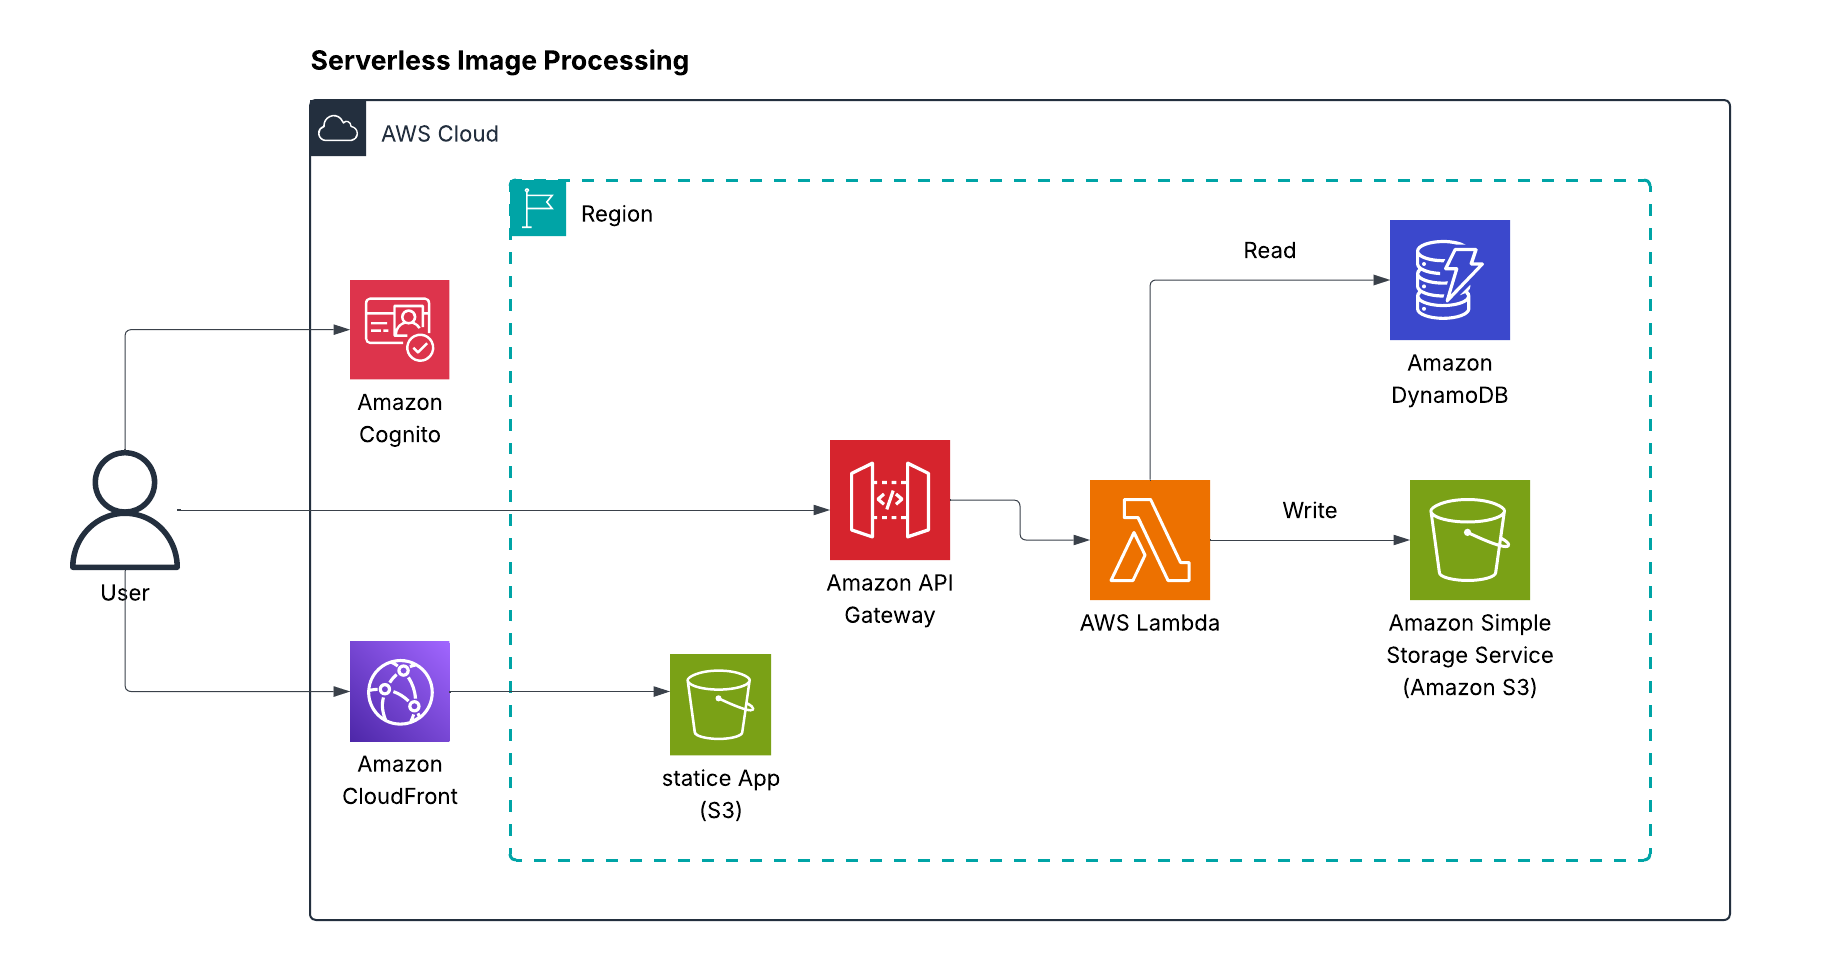 Serverless Image Processing
AWS Cloud
Region
Read
Amazon
DynamoDB
Amazon
Cognito
User
Amazon API
Gateway
AWS Lambda
Write
Amazon Simple
Storage Service
(Amazon S3)
Amazon
CloudFront
statice App
(S3)